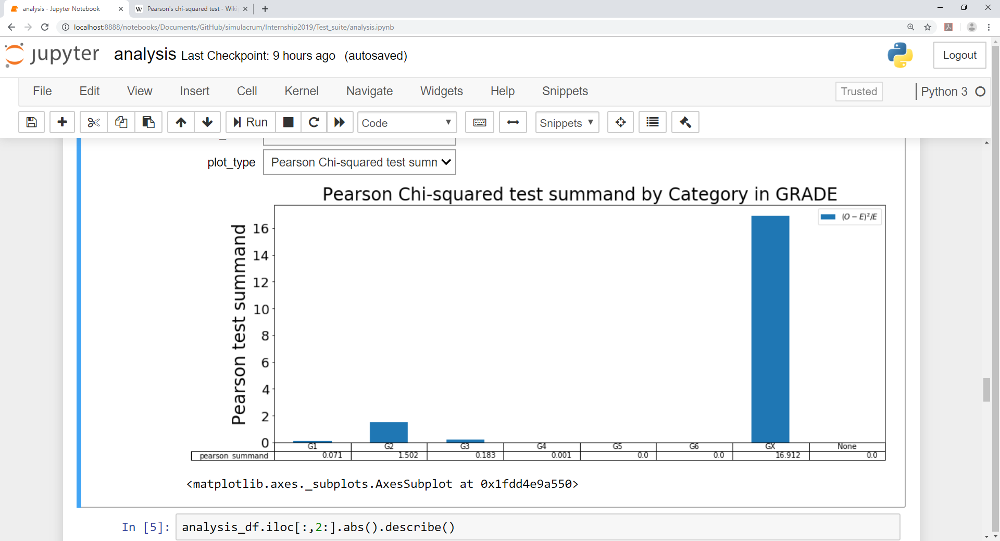 analysis - Jupyter Notebook
Pearson's chi-squared test - Wiki
localhost:8888/notebooks/Documents/GitHub/simulacrum/Internship2019/Test_suite/analysis.ipynb
jupyter analysis Last Checkpoint: 9 hours ago (autosaved)
Logout
File Edit View Insert Cell Kernel Navigate Widgets Help Snippets
Trusted
Python 3
Run
Code
Snippets
plot_type
Pearson Chi-squared test sumn
Pearson Chi-squared test summand by Category in GRADE
(O − E)²/E
Pearson test summand
16
14
12
10
8
6
4
2
0
G1 G2 G3 G4 G5 G6 GX None
pearson summand 0.071 1.502 0.183 0.001 0.0 0.0 16.912 0.0
<matplotlib.axes._subplots.AxesSubplot at 0x1fdd4e9a550>
In [5]: analysis_df.iloc[:,2:].abs().describe()